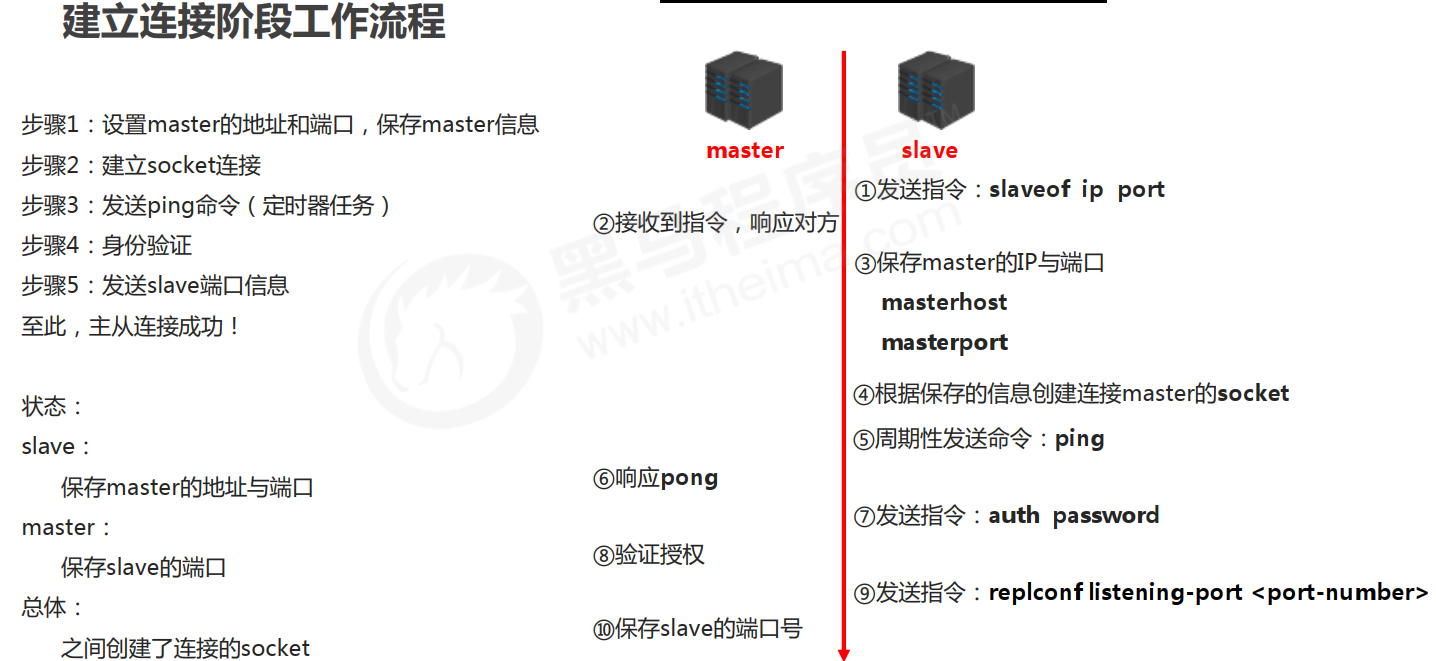 建立连接阶段工作流程
步骤1：设置master的地址和端口，保存master信息
步骤2：建立socket连接
步骤3：发送ping命令（定时器任务）
步骤4：身份验证
步骤5：发送slave端口信息
至此，主从连接成功！
状态：
slave：
保存master的地址与端口
master：
保存slave的端口
总体：
之间创建了连接的socket
master
slave
①发送指令：slaveof ip port
②接收到指令，响应对方
③保存master的IP与端口
masterhost
masterport
④根据保存的信息创建连接master的socket
⑤周期性发送命令：ping
⑥响应pong
⑦发送指令：auth password
⑧验证授权
⑨发送指令：replconf listening-port <port-number>
⑩保存slave的端口号
黑马程序员™
www.itheima.com